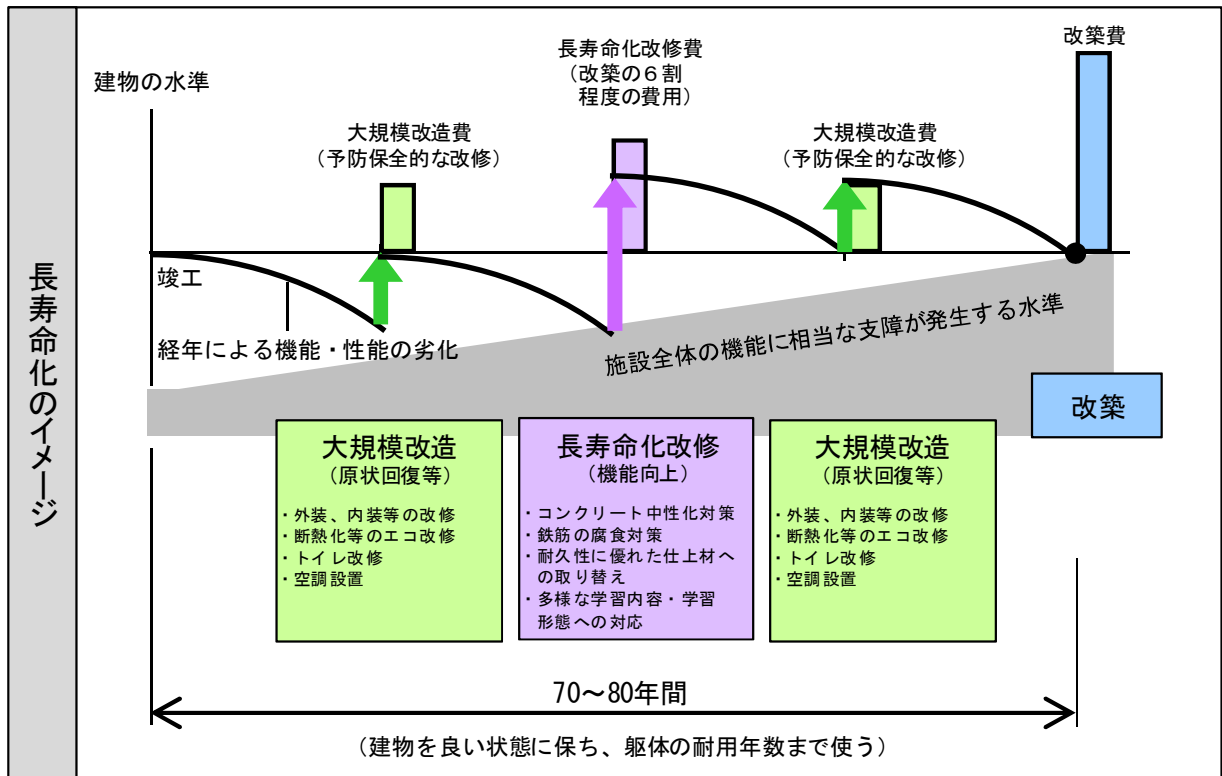 長寿命化のイメージ
建物の水準
大規模改造費
（予防保全的な改修）
長寿命化改修費
（改築の６割
程度の費用）
大規模改造費
（予防保全的な改修）
改築費
竣工
経年による機能・性能の劣化
施設全体の機能に相当な支障が発生する水準
改築
大規模改造
（原状回復等）
・外装、内装等の改修
・断熱化等のエコ改修
・トイレ改修
・空調設置
長寿命化改修
（機能向上）
・コンクリート中性化対策
・鉄筋の腐食対策
・耐久性に優れた仕上材へ
の取り替え
・多様な学習内容・学習
形態への対応
大規模改造
（原状回復等）
・外装、内装等の改修
・断熱化等のエコ改修
・トイレ改修
・空調設置
70～80年間
（建物を良い状態に保ち、躯体の耐用年数まで使う）